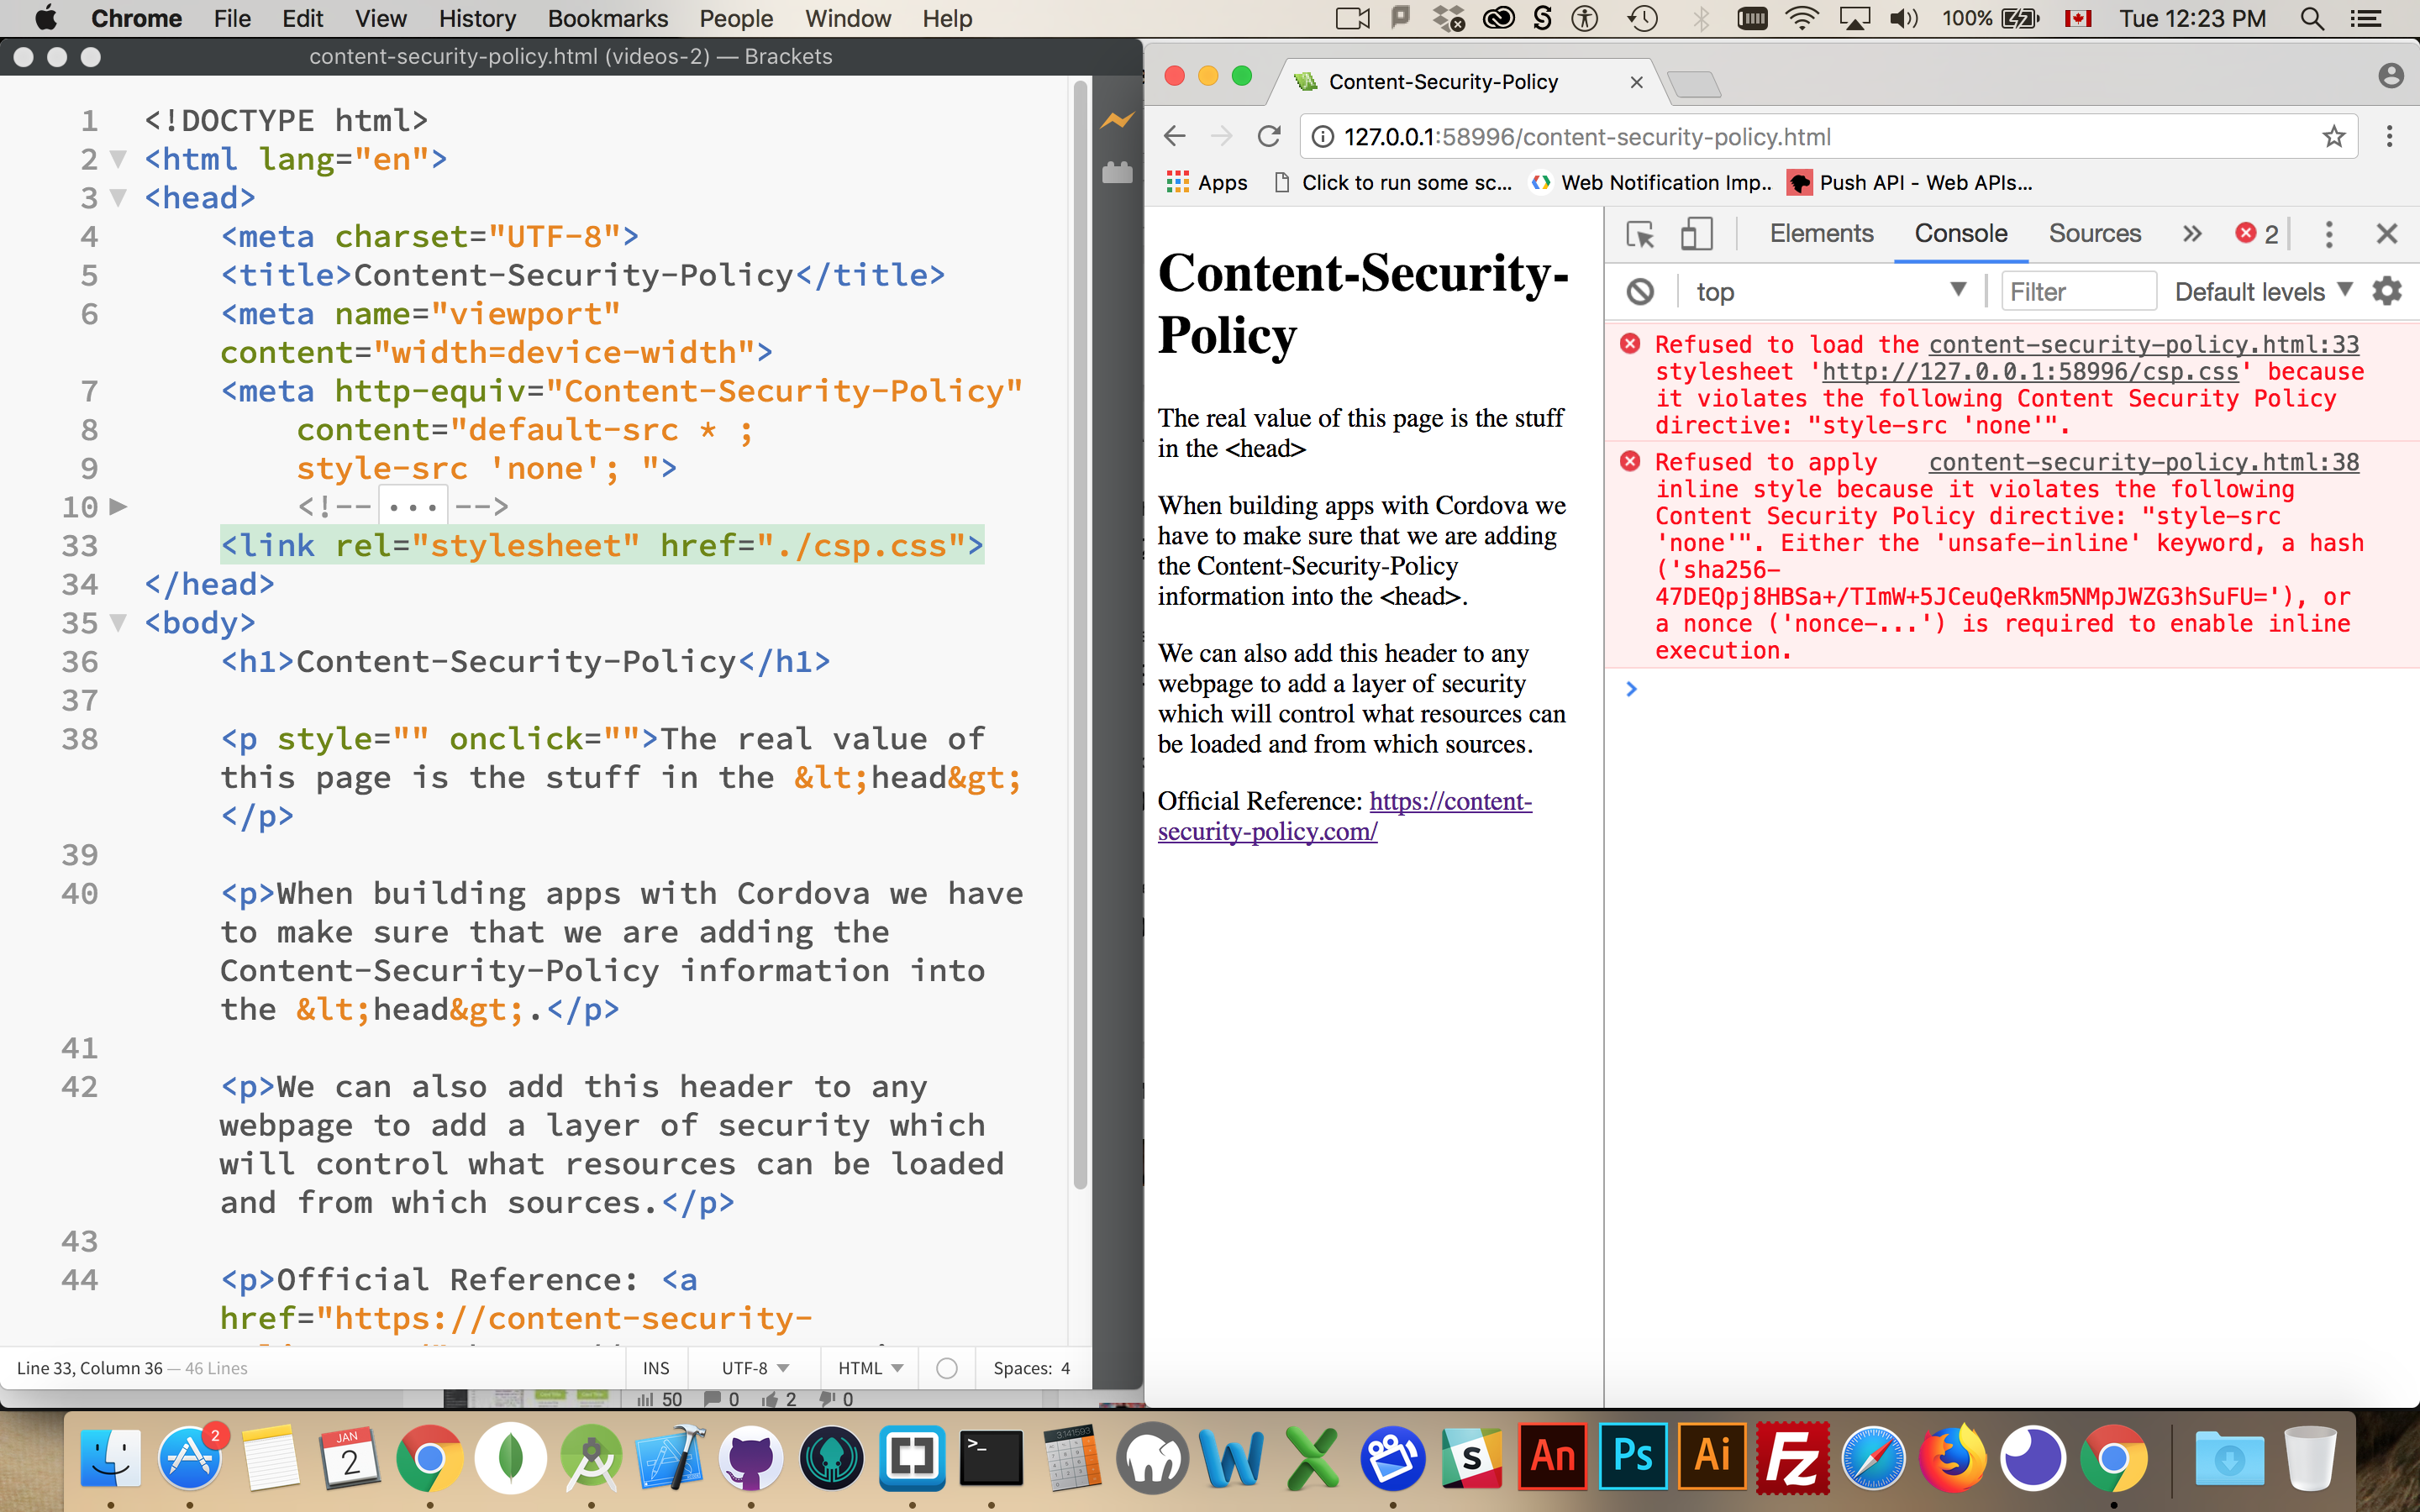 Chrome File Edit View History Bookmarks People Window Help 100% Tue 12:23 PM
content-security-policy.html (videos-2) — Brackets
1 <!DOCTYPE html>
2 <html lang="en">
3 <head>
4 <meta charset="UTF-8">
5 <title>Content-Security-Policy</title>
6 <meta name="viewport"
content="width=device-width">
7 <meta http-equiv="Content-Security-Policy"
8 content="default-src * ;
9 style-src 'none'; ">
10 <!-- ... -->
33 <link rel="stylesheet" href="./csp.css">
34 </head>
35 <body>
36 <h1>Content-Security-Policy</h1>
37
38 <p style="" onclick="">The real value of
this page is the stuff in the &lt;head&gt;
</p>
39
40 <p>When building apps with Cordova we have
to make sure that we are adding the
Content-Security-Policy information into
the &lt;head&gt;.</p>
41
42 <p>We can also add this header to any
webpage to add a layer of security which
will control what resources can be loaded
and from which sources.</p>
43
44 <p>Official Reference: <a
href="https://content-security-
Line 33, Column 36 — 46 Lines INS UTF-8 HTML Spaces: 4
50 0 2 0
Content-Security-Policy
127.0.0.1:58996/content-security-policy.html
Apps Click to run some sc... Web Notification Imp.. Push API - Web APIs...
Content-Security-
Policy
The real value of this page is the stuff
in the <head>
When building apps with Cordova we
have to make sure that we are adding
the Content-Security-Policy
information into the <head>.
We can also add this header to any
webpage to add a layer of security
which will control what resources can
be loaded and from which sources.
Official Reference: https://content-
security-policy.com/
Elements Console Sources » 2
top Filter Default levels
Refused to load the content-security-policy.html:33
stylesheet 'http://127.0.0.1:58996/csp.css' because
it violates the following Content Security Policy
directive: "style-src 'none'".
Refused to apply content-security-policy.html:38
inline style because it violates the following
Content Security Policy directive: "style-src
'none'". Either the 'unsafe-inline' keyword, a hash
('sha256-
47DEQpj8HBSa+/TImW+5JCeuQeRkm5NMpJWZG3hSuFU='), or
a nonce ('nonce-...') is required to enable inline
execution.
>
2 JAN 2 >_ 3.141593 W X S An Ps Ai Fz